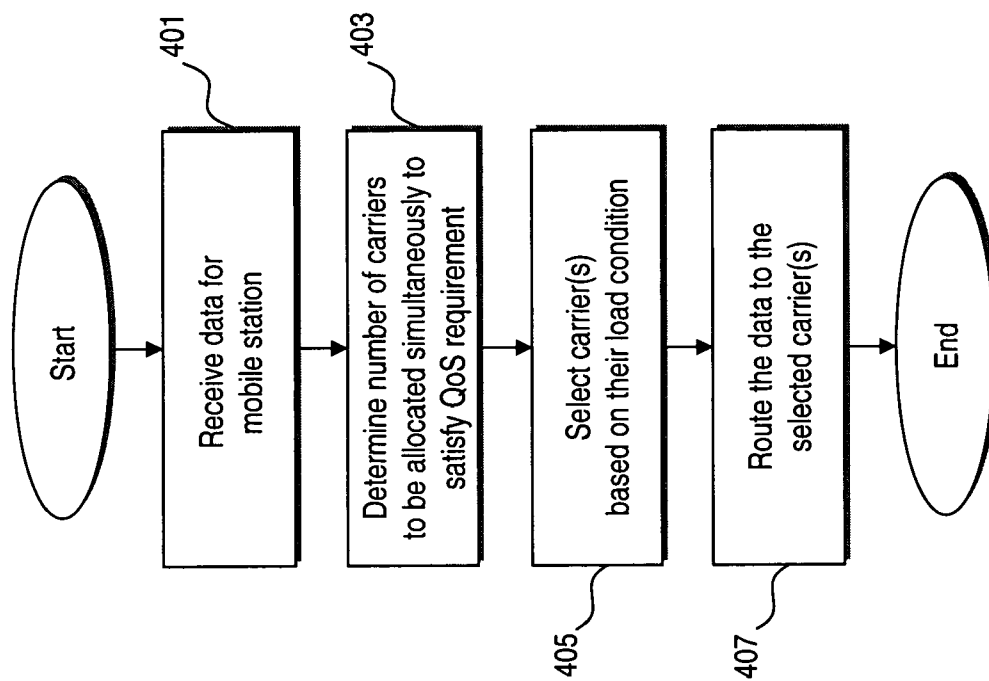 Start
401
Receive data for
mobile station
403
Determine number of carriers
to be allocated simultaneously to
satisfy QoS requirement
405
Select carrier(s)
based on their load condition
407
Route the data to the
selected carrier(s)
End